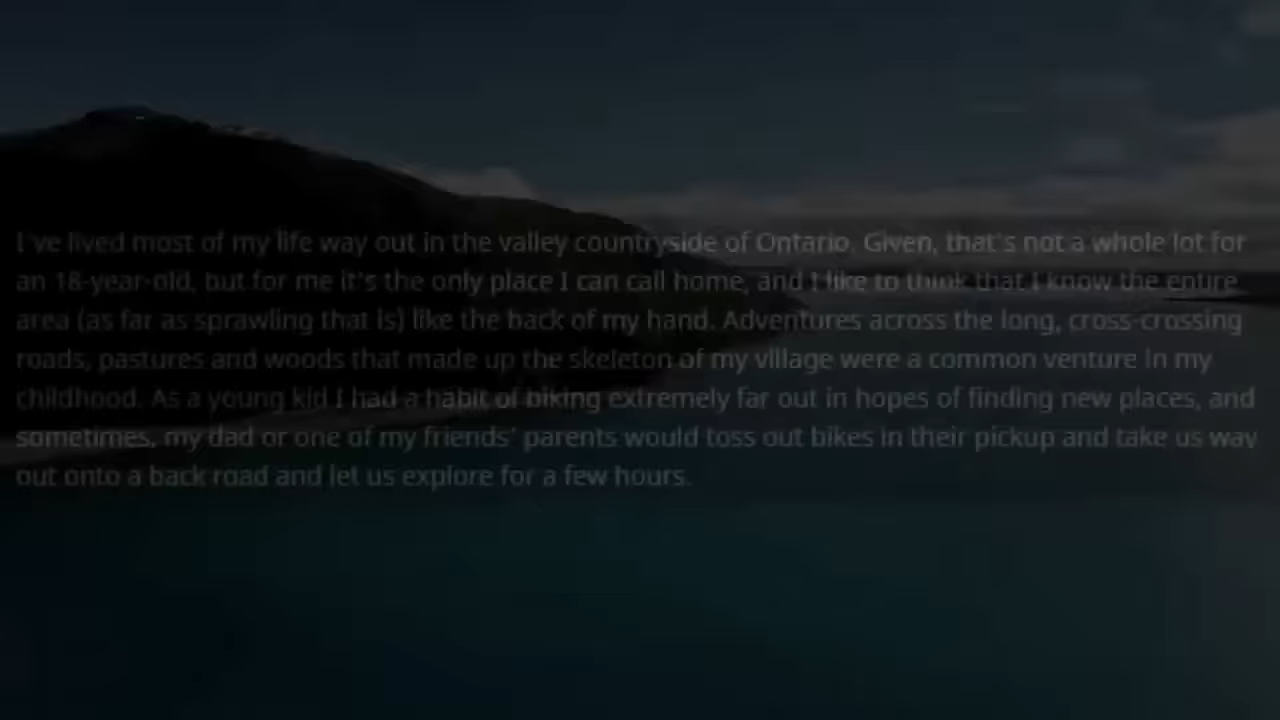 I've lived most of my life way out in the valley countryside of Ontario. Given, that's not a whole lot for
an 18-year-old, but for me it's the only place I can call home, and I like to think that I know the entire
area (as far as sprawling that is) like the back of my hand. Adventures across the long, cross-crossing
roads, pastures and woods that made up the skeleton of my village were a common venture in my
childhood. As a young kid I had a habit of biking extremely far out in hopes of finding new places, and
sometimes, my dad or one of my friends' parents would toss out bikes in their pickup and take us way
out onto a back road and let us explore for a few hours.